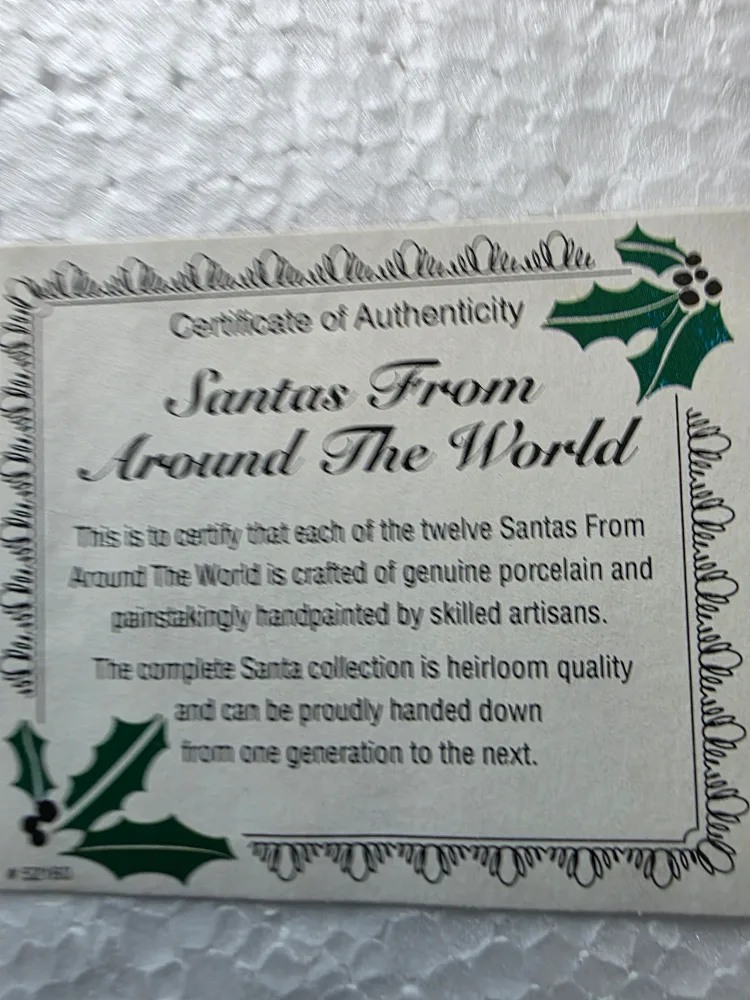 Certificate of Authenticity
Santas From
Around The World
This is to certify that each of the twelve Santas From
Around The World is crafted of genuine porcelain and
painstakingly handpainted by skilled artisans.
The complete Santa collection is heirloom quality
and can be proudly handed down
from one generation to the next.